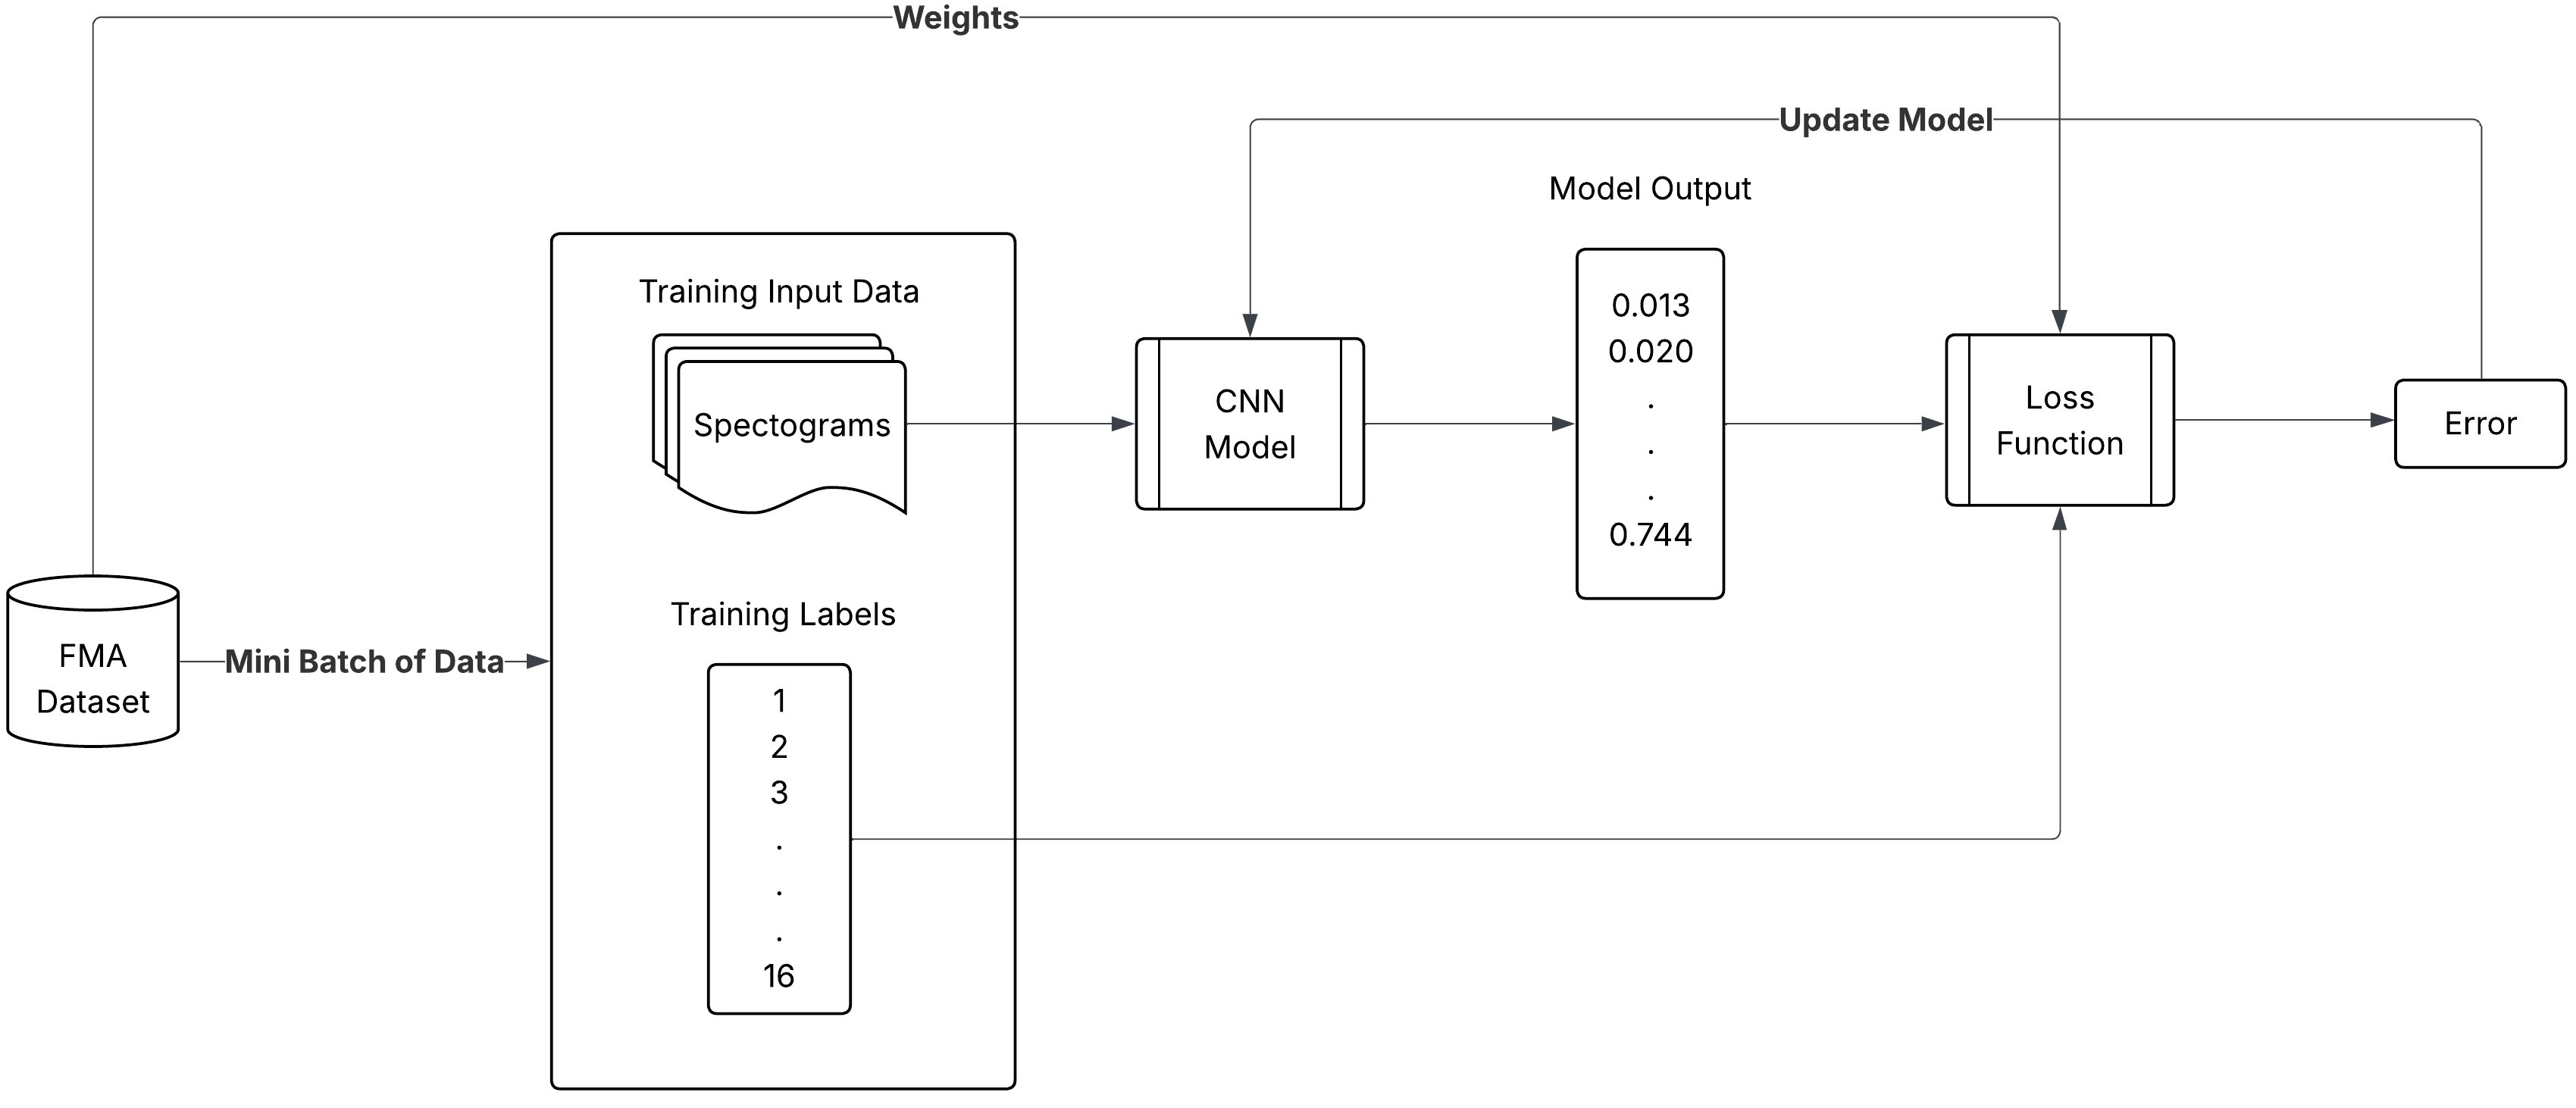 Weights
Update Model
Model Output
Training Input Data
Spectograms
CNN
Model
0.013
0.020
.
.
.
0.744
Loss
Function
Error
FMA
Dataset
Mini Batch of Data
Training Labels
1
2
3
.
.
.
16